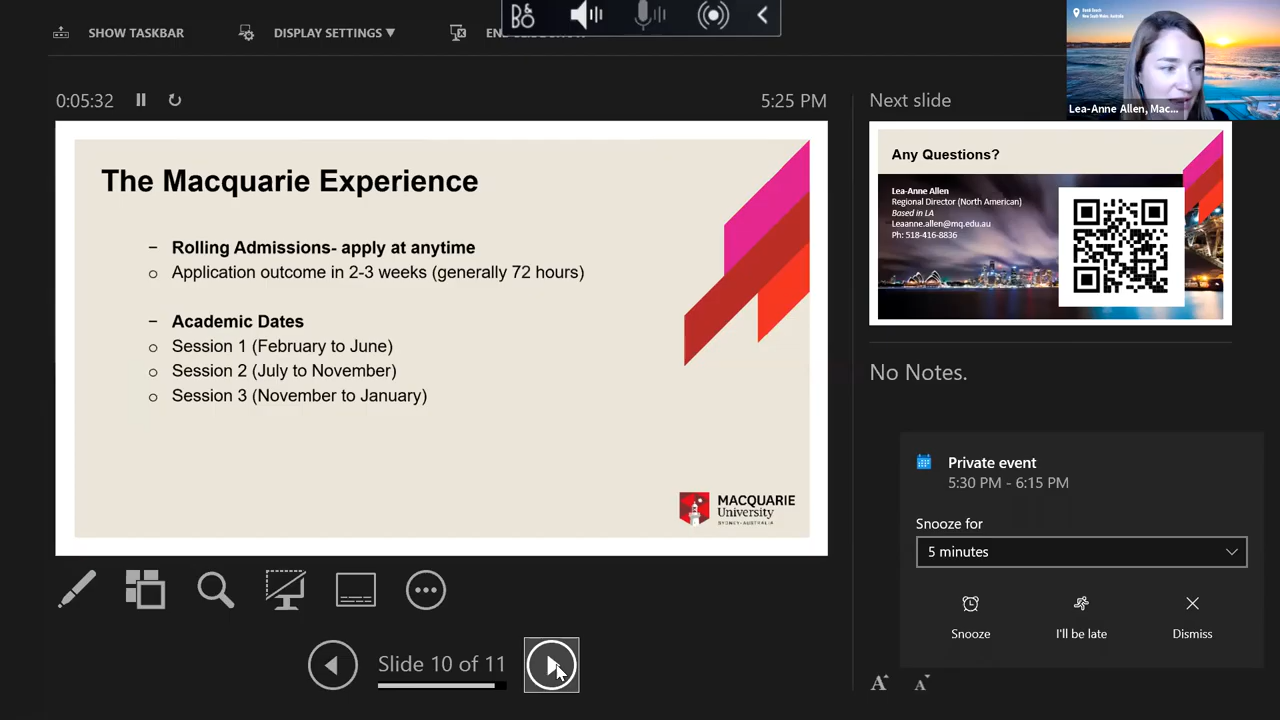 SHOW TASKBAR
DISPLAY SETTINGS ▼
0:05:32
5:25 PM
Next slide
Lea-Anne Allen, Mac...
The Macquarie Experience
– Rolling Admissions- apply at anytime
o Application outcome in 2-3 weeks (generally 72 hours)
– Academic Dates
o Session 1 (February to June)
o Session 2 (July to November)
o Session 3 (November to January)
MACQUARIE
University
SYDNEY·AUSTRALIA
Any Questions?
Lea-Anne Allen
Regional Director (North American)
Based in LA
Leaanne.allen@mq.edu.au
Ph: 518-416-8836
No Notes.
Private event
5:30 PM - 6:15 PM
Snooze for
5 minutes
Snooze
I'll be late
Dismiss
Slide 10 of 11
A A